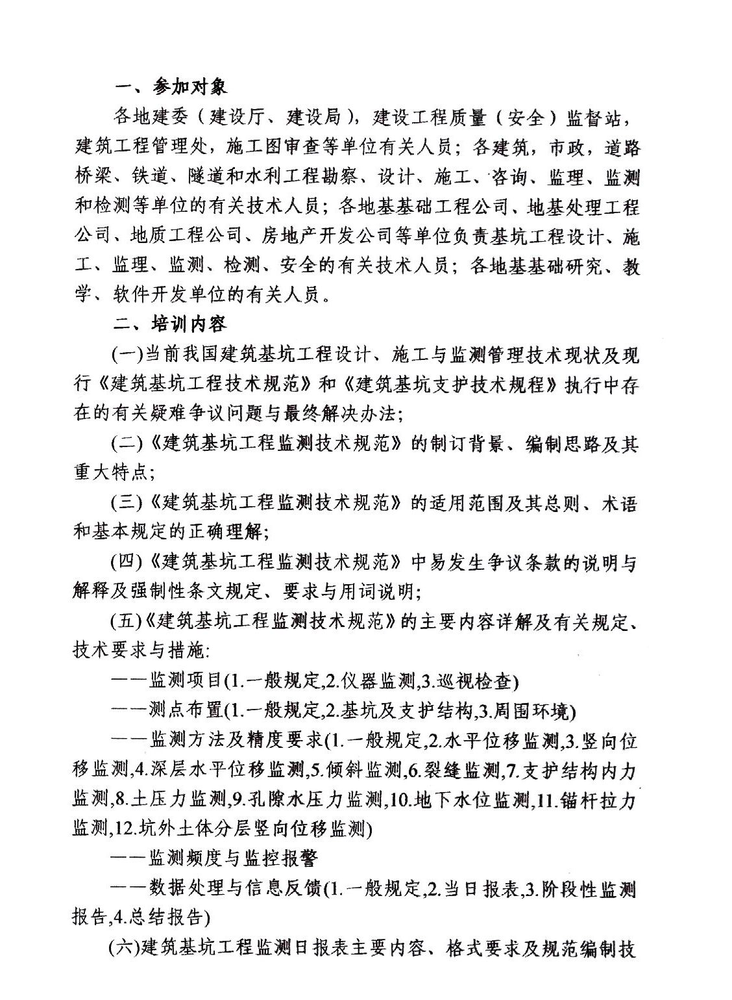 一、参加对象
各地建委（建设厅、建设局），建设工程质量（安全）监督站，
建筑工程管理处，施工图审查等单位有关人员；各建筑，市政，道路
桥梁、铁道、隧道和水利工程勘察、设计、施工、咨询、监理、监测
和检测等单位的有关技术人员；各地基基础工程公司、地基处理工程
公司、地质工程公司、房地产开发公司等单位负责基坑工程设计、施
工、监理、监测、检测、安全的有关技术人员；各地基基础研究、教
学、软件开发单位的有关人员。
二、培训内容
(一)当前我国建筑基坑工程设计、施工与监测管理技术现状及现
行《建筑基坑工程技术规范》和《建筑基坑支护技术规程》执行中存
在的有关疑难争议问题与最终解决办法；
(二)《建筑基坑工程监测技术规范》的制订背景、编制思路及其
重大特点；
(三)《建筑基坑工程监测技术规范》的适用范围及其总则、术语
和基本规定的正确理解；
(四)《建筑基坑工程监测技术规范》中易发生争议条款的说明与
解释及强制性条文规定、要求与用词说明；
(五)《建筑基坑工程监测技术规范》的主要内容详解及有关规定、
技术要求与措施:
——监测项目(1.一般规定,2.仪器监测,3.巡视检查)
——测点布置(1.一般规定,2.基坑及支护结构,3.周围环境)
——监测方法及精度要求(1.一般规定,2.水平位移监测,3.竖向位
移监测,4.深层水平位移监测,5.倾斜监测,6.裂缝监测,7.支护结构内力
监测,8.土压力监测,9.孔隙水压力监测,10.地下水位监测,11.锚杆拉力
监测,12.坑外土体分层竖向位移监测)
——监测频度与监控报警
——数据处理与信息反馈(1.一般规定,2.当日报表,3.阶段性监测
报告,4.总结报告)
(六)建筑基坑工程监测日报表主要内容、格式要求及规范编制技